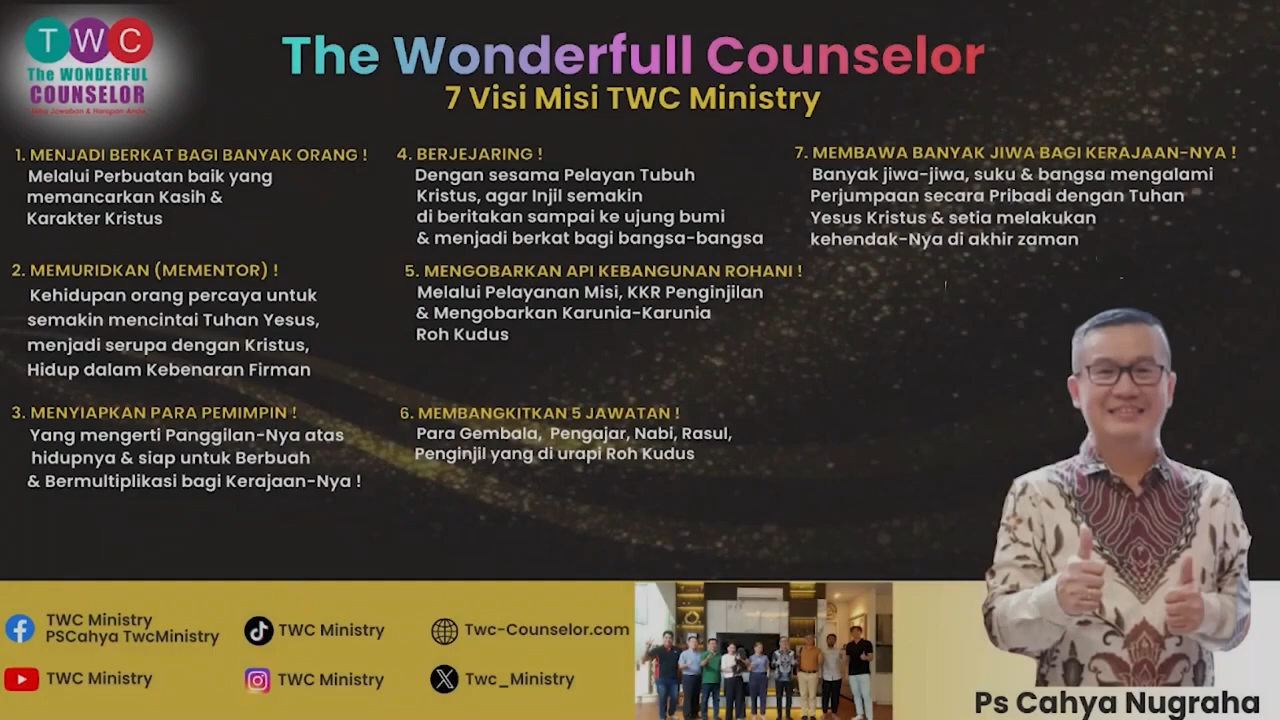 TWC
The WONDERFUL
COUNSELOR
The Wonderfull Counselor
7 Visi Misi TWC Ministry
1. MENJADI BERKAT BAGI BANYAK ORANG !
Melalui Perbuatan baik yang
memancarkan Kasih &
Karakter Kristus
2. MEMURIDKAN (MEMENTOR) !
Kehidupan orang percaya untuk
semakin mencintai Tuhan Yesus,
menjadi serupa dengan Kristus,
Hidup dalam Kebenaran Firman
3. MENYIAPKAN PARA PEMIMPIN !
Yang mengerti Panggilan-Nya atas
hidupnya & siap untuk Berbuah
& Bermultiplikasi bagi Kerajaan-Nya !
4. BERJEJARING !
Dengan sesama Pelayan Tubuh
Kristus, agar Injil semakin
di beritakan sampai ke ujung bumi
& menjadi berkat bagi bangsa-bangsa
5. MENGOBARKAN API KEBANGUNAN ROHANI !
Melalui Pelayanan Misi, KKR Penginjilan
& Mengobarkan Karunia-Karunia
Roh Kudus
6. MEMBANGKITKAN 5 JAWATAN !
Para Gembala, Pengajar, Nabi, Rasul,
Penginjil yang di urapi Roh Kudus
7. MEMBAWA BANYAK JIWA BAGI KERAJAAN-NYA !
Banyak jiwa-jiwa, suku & bangsa mengalami
Perjumpaan secara Pribadi dengan Tuhan
Yesus Kristus & setia melakukan
kehendak-Nya di akhir zaman
TWC Ministry
PSCahya TwcMinistry
TWC Ministry
Twc-Counselor.com
TWC Ministry
TWC Ministry
Twc_Ministry
Ps Cahya Nugraha